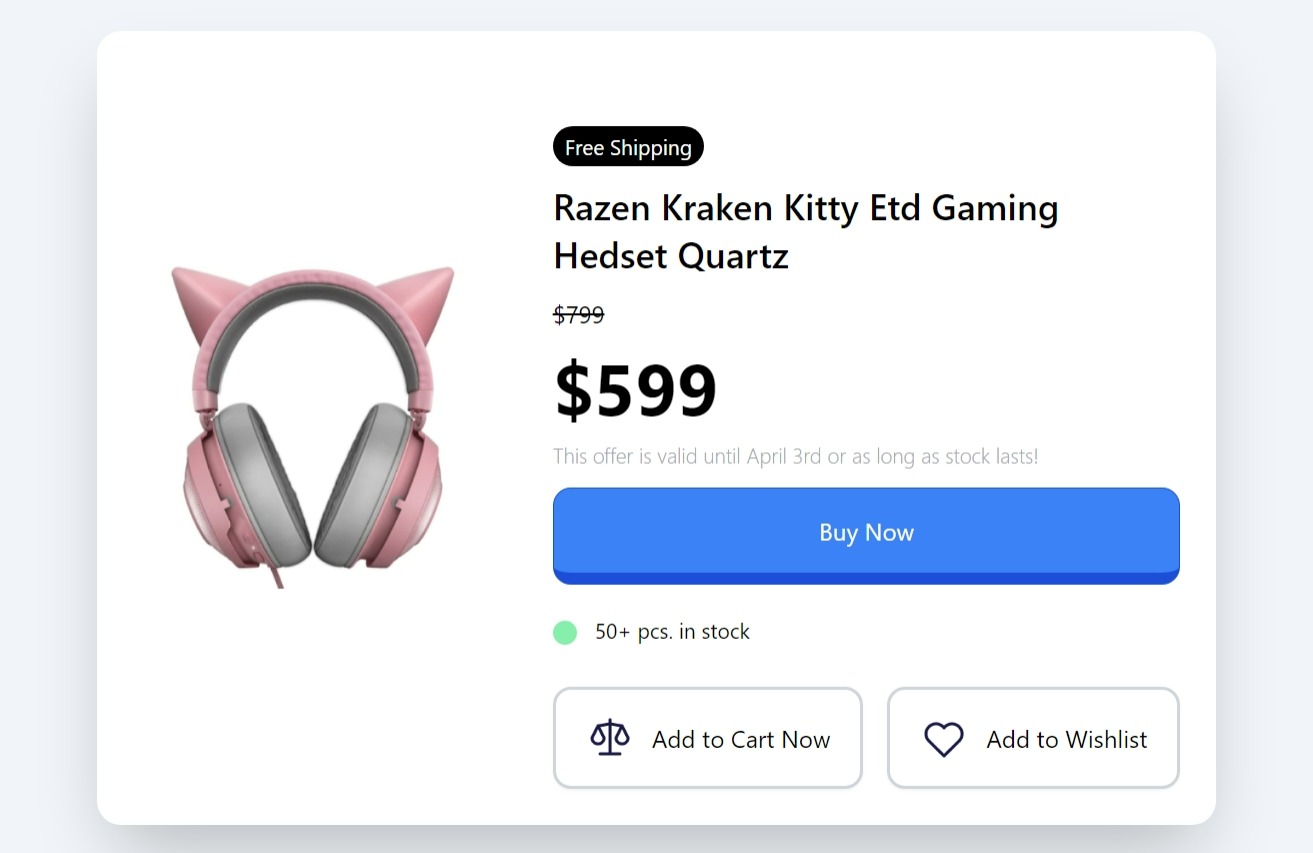 Free Shipping
Razen Kraken Kitty Etd Gaming
Hedset Quartz
$799
$599
This offer is valid until April 3rd or as long as stock lasts!
Buy Now
50+ pcs. in stock
Add to Cart Now
Add to Wishlist